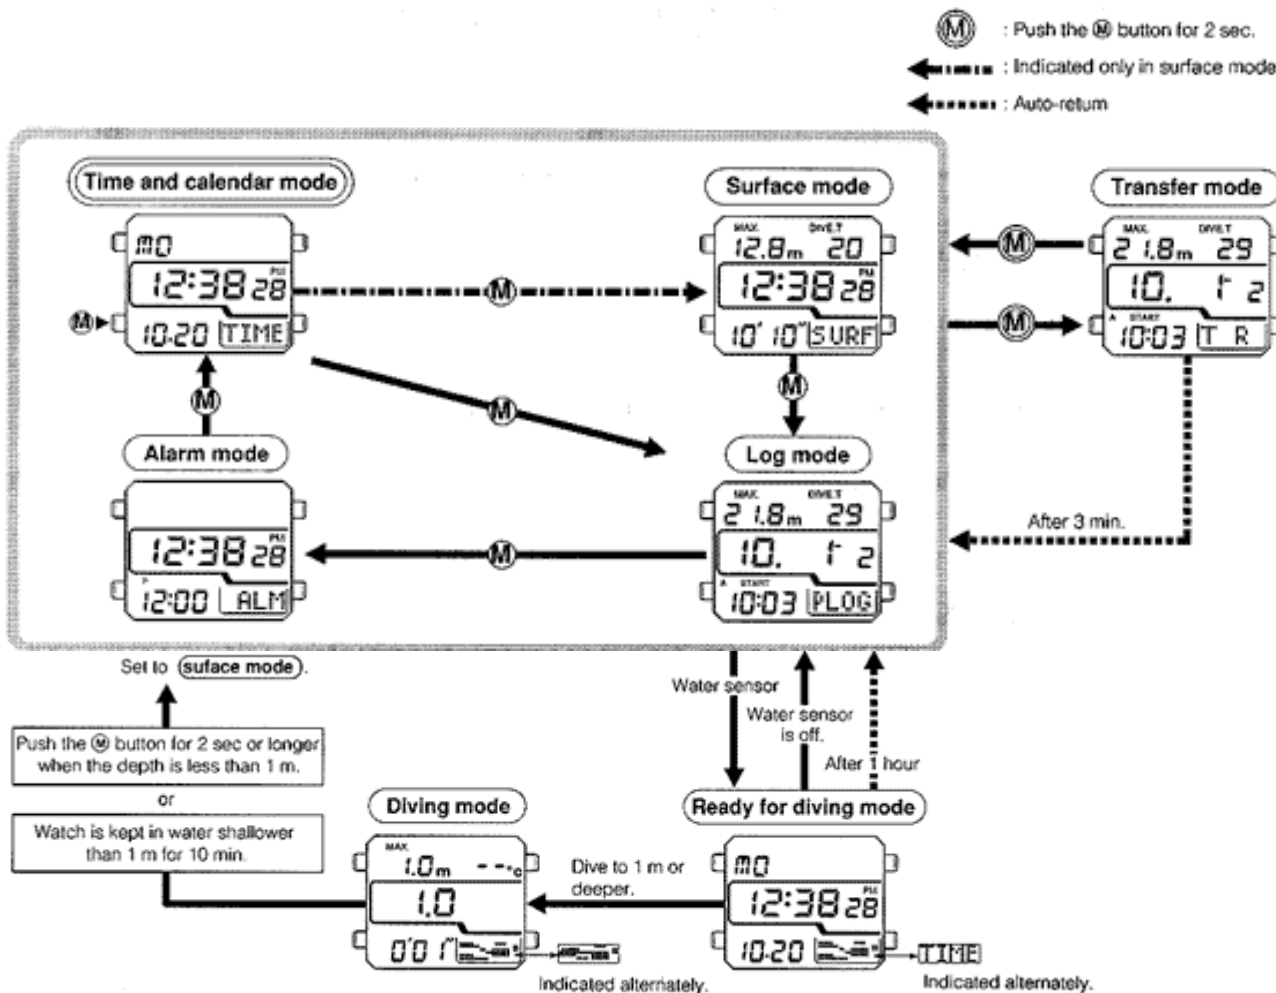 Ⓜ : Push the Ⓜ button for 2 sec.
: Indicated only in surface mode
: Auto-return
Time and calendar mode
MO
12:38 28 PM
Ⓜ
10-20 TIME
Ⓜ
Surface mode
MAX. DIVE.T
12.8m 20
12:38 28 PM
10' 10" SURF
Transfer mode
MAX. DIVE.T
21.8m 29
10. 1- 2
A START
10:03 T R
Ⓜ
Ⓜ
Ⓜ
Ⓜ
Ⓜ
Alarm mode
12:38 28 PM
P
12:00 ALM
Ⓜ
Log mode
MAX. DIVE.T
21.8m 29
10. 1- 2
A START
10:03 PLOG
After 3 min.
Set to suface mode.
Push the Ⓜ button for 2 sec or longer
when the depth is less than 1 m.
or
Watch is kept in water shallower
than 1 m for 10 min.
Water sensor
Water sensor
is off.
After 1 hour
Diving mode
MAX.
1.0m --°C
1.0
0'01"
Indicated alternately.
Dive to 1 m or
deeper.
Ready for diving mode
MO
12:38 28 PM
10-20
TIME
Indicated alternately.